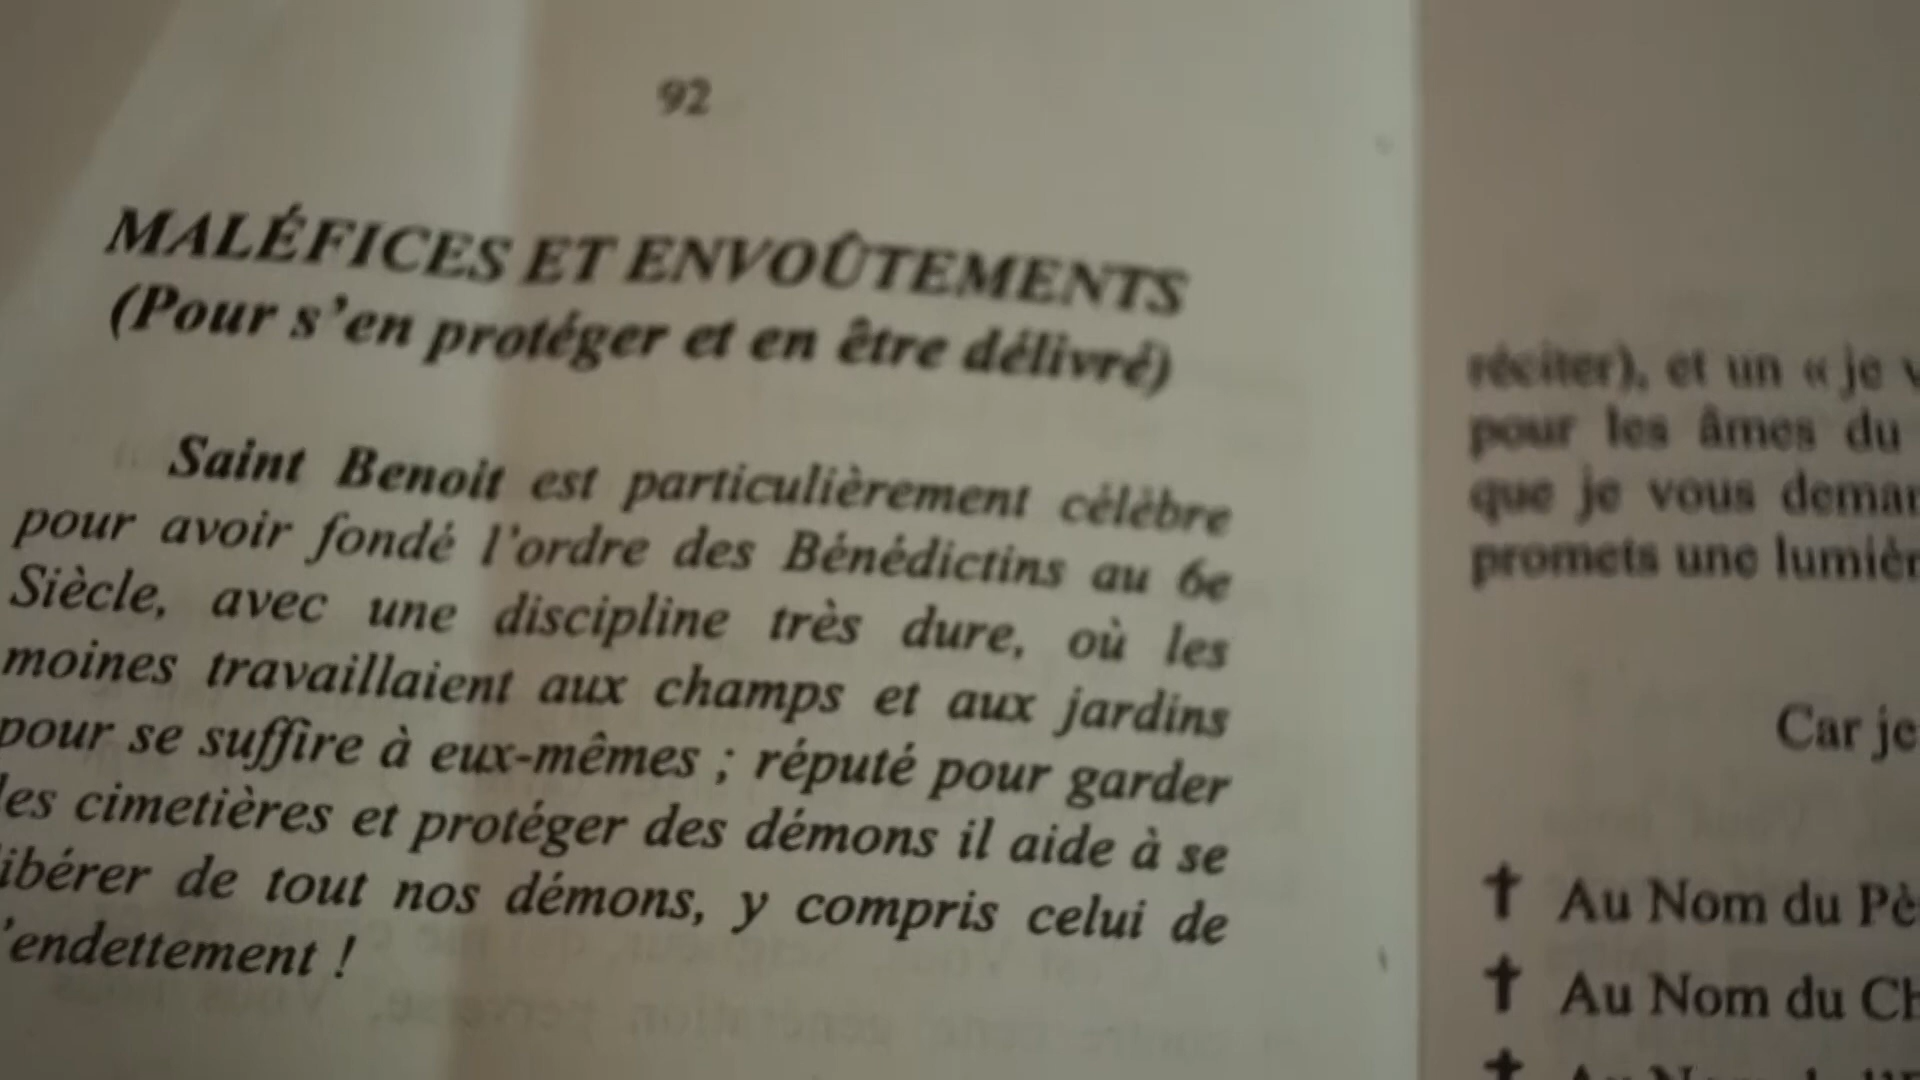 92
MALÉFICES ET ENVOÛTEMENTS
(Pour s'en protéger et en être délivré)
Saint Benoit est particulièrement célèbre
pour avoir fondé l'ordre des Bénédictins au 6e
Siècle, avec une discipline très dure, où les
moines travaillaient aux champs et aux jardins
pour se suffire à eux-mêmes ; réputé pour garder
les cimetières et protéger des démons il aide à se
libérer de tout nos démons, y compris celui de
l'endettement !
réciter), et un « je
pour les âmes du
que je vous
promets une
Car je
† Au Nom du
† Au Nom du